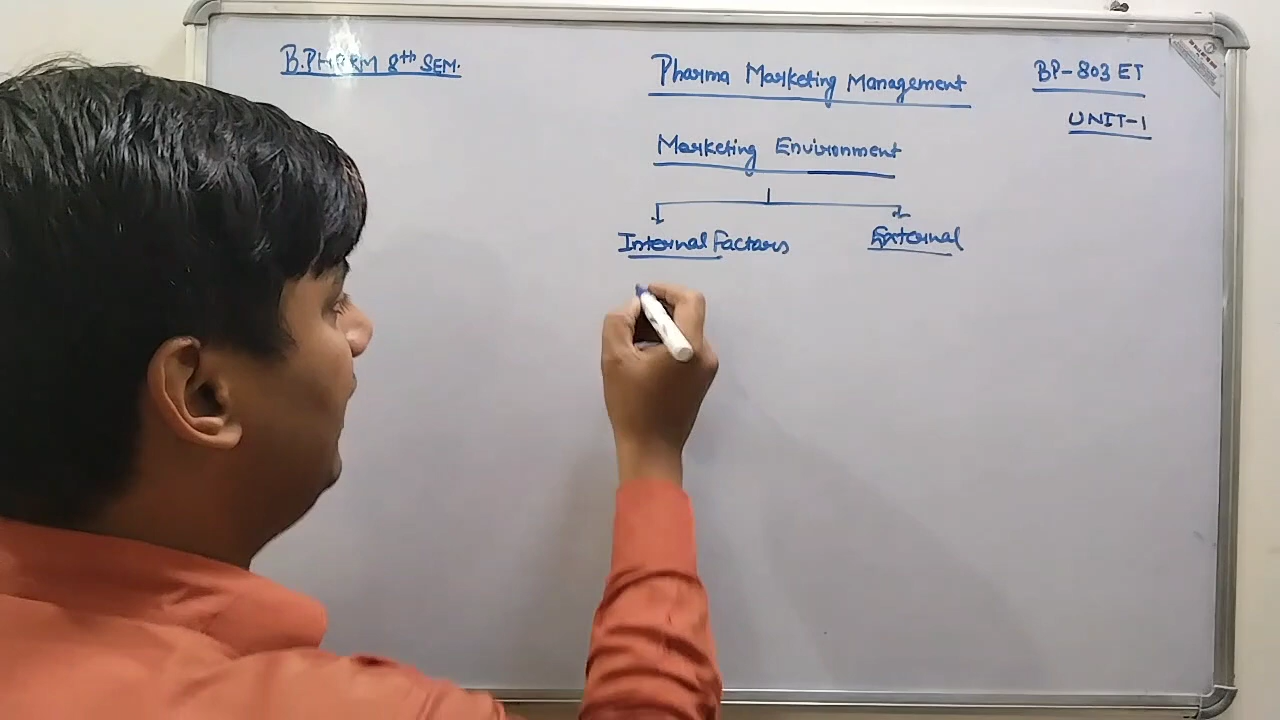 B.PHARM 8th SEM.
Pharma Marketing Management
BP-803 ET
UNIT-1
Marketing Environment
Internal Factors
External